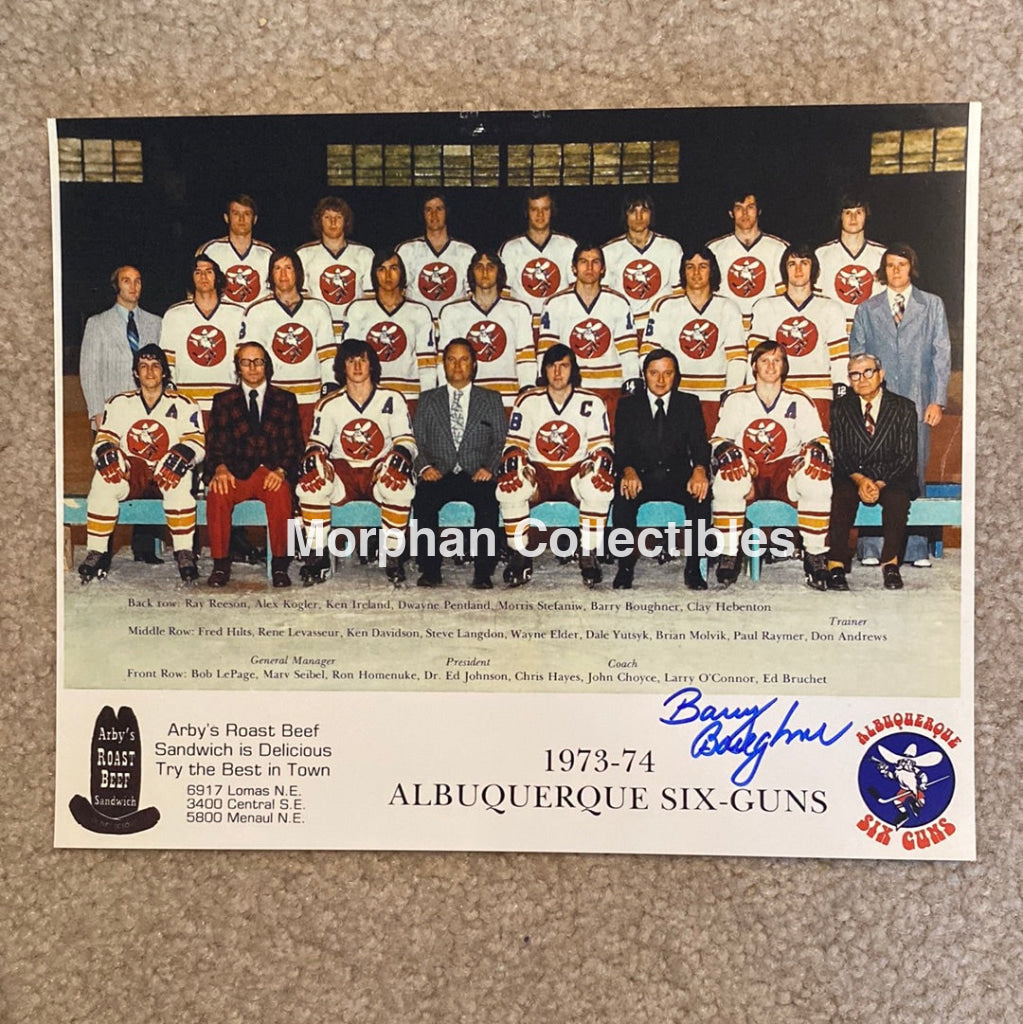 Morphan Collectibles
Back row: Ray Reeson, Alex Kogler, Ken Ireland, Dwayne Pentland, Morris Stefaniw, Barry Boughner, Clay Hebenton
Trainer
Middle Row: Fred Hilts, Rene Levasseur, Ken Davidson, Steve Langdon, Wayne Elder, Dale Yutsyk, Brian Molvik, Paul Raymer, Don Andrews
General Manager President Coach
Front Row: Bob LePage, Marv Seibel, Ron Homenuke, Dr. Ed Johnson, Chris Hayes, John Choyce, Larry O'Connor, Ed Bruchet
Arby's
ROAST
BEEF
Sandwich
Arby's Roast Beef
Sandwich is Delicious
Try the Best in Town
6917 Lomas N.E.
3400 Central S.E.
5800 Menaul N.E.
Barry
Boughner
1973-74
ALBUQUERQUE SIX-GUNS
ALBUQUERQUE
SIX GUNS